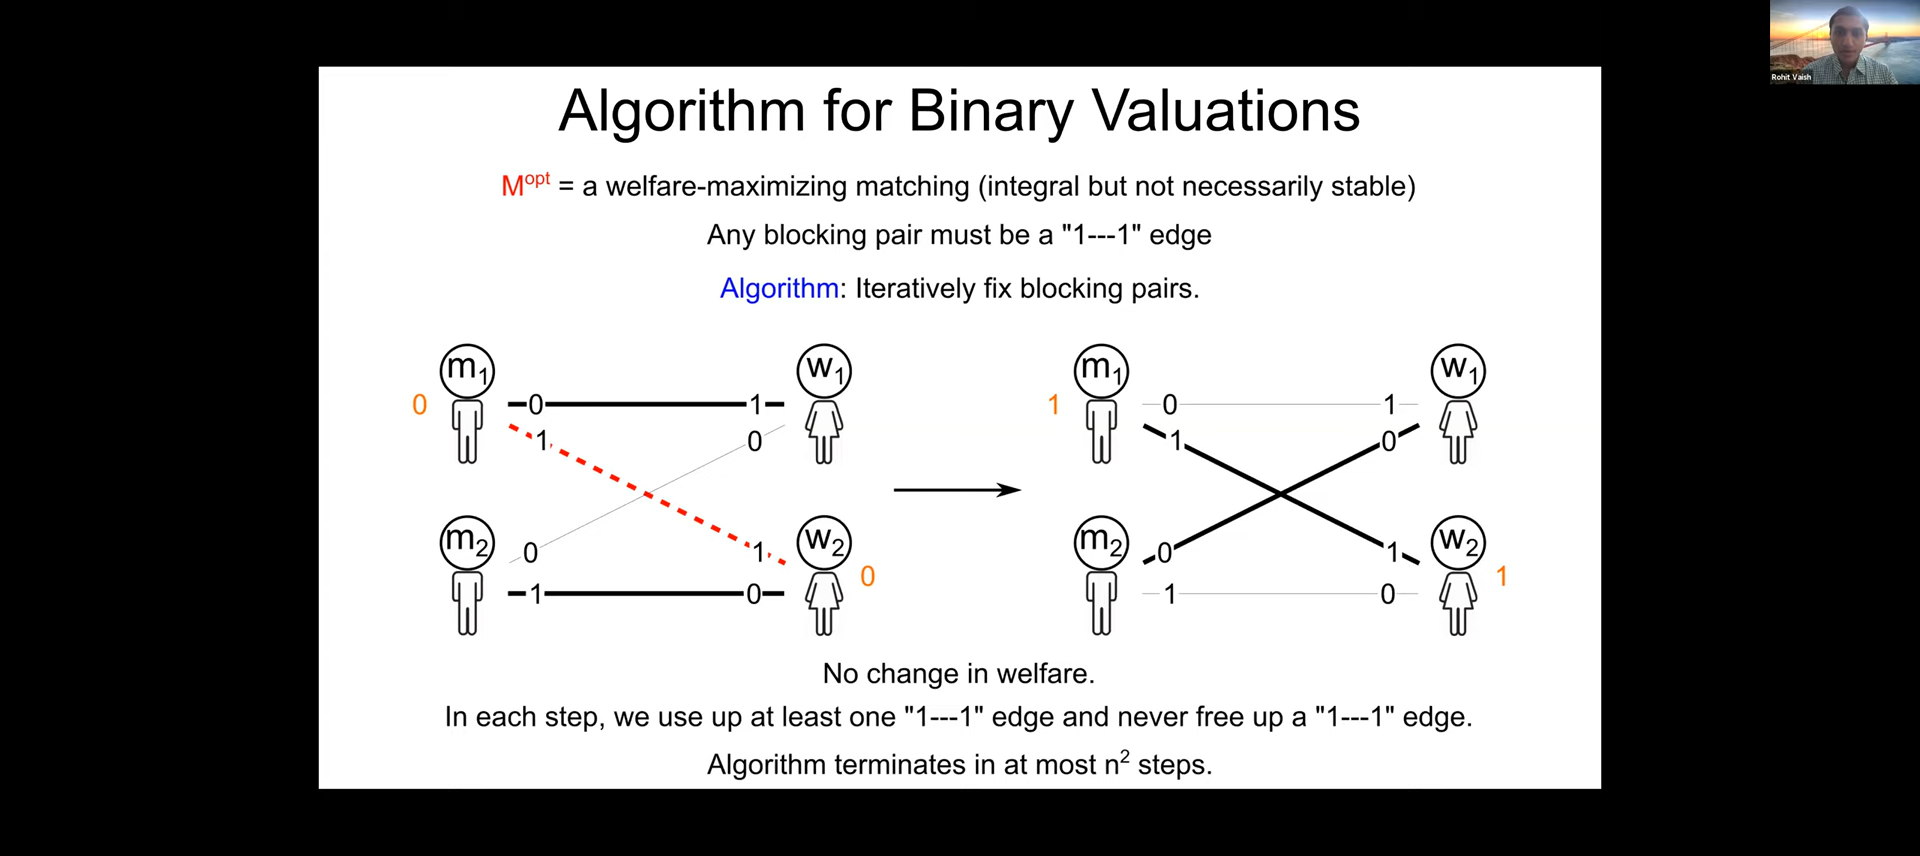 Rohit Vaish
Algorithm for Binary Valuations
M^opt = a welfare-maximizing matching (integral but not necessarily stable)
Any blocking pair must be a "1---1" edge
Algorithm: Iteratively fix blocking pairs.
m₁ w₁ m₁ w₁
0 0 1 1 0 1
1 0 1 0
m₂ w₂ m₂ w₂
0 1 0 0 1 1
1 0 1 0
No change in welfare.
In each step, we use up at least one "1---1" edge and never free up a "1---1" edge.
Algorithm terminates in at most n² steps.